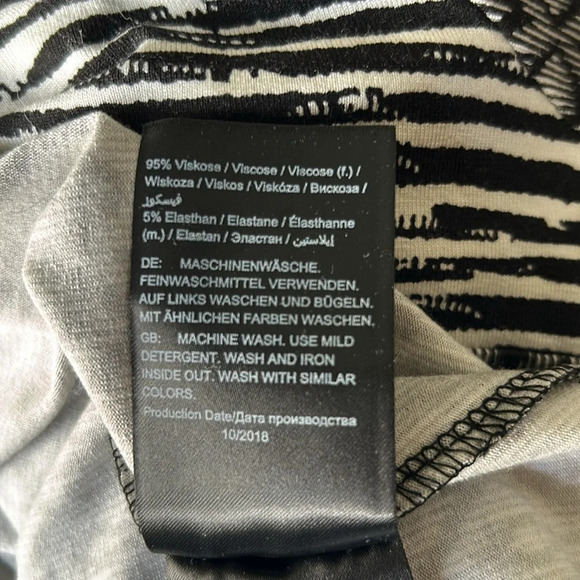 95% Viskose / Viscose / Viscose (f.) /
Wiskoza / Viskos / Viskóza / Вискоза /
فيسكوز
5% Elasthan / Elastane / Élasthanne
(m.) / Elastan / Эластан / إيلاستين
DE: MASCHINENWÄSCHE.
FEINWASCHMITTEL VERWENDEN.
AUF LINKS WASCHEN UND BÜGELN.
MIT ÄHNLICHEN FARBEN WASCHEN.
GB: MACHINE WASH. USE MILD
DETERGENT. WASH AND IRON
INSIDE OUT. WASH WITH SIMILAR
COLORS.
Production Date/Дата производства
10/2018